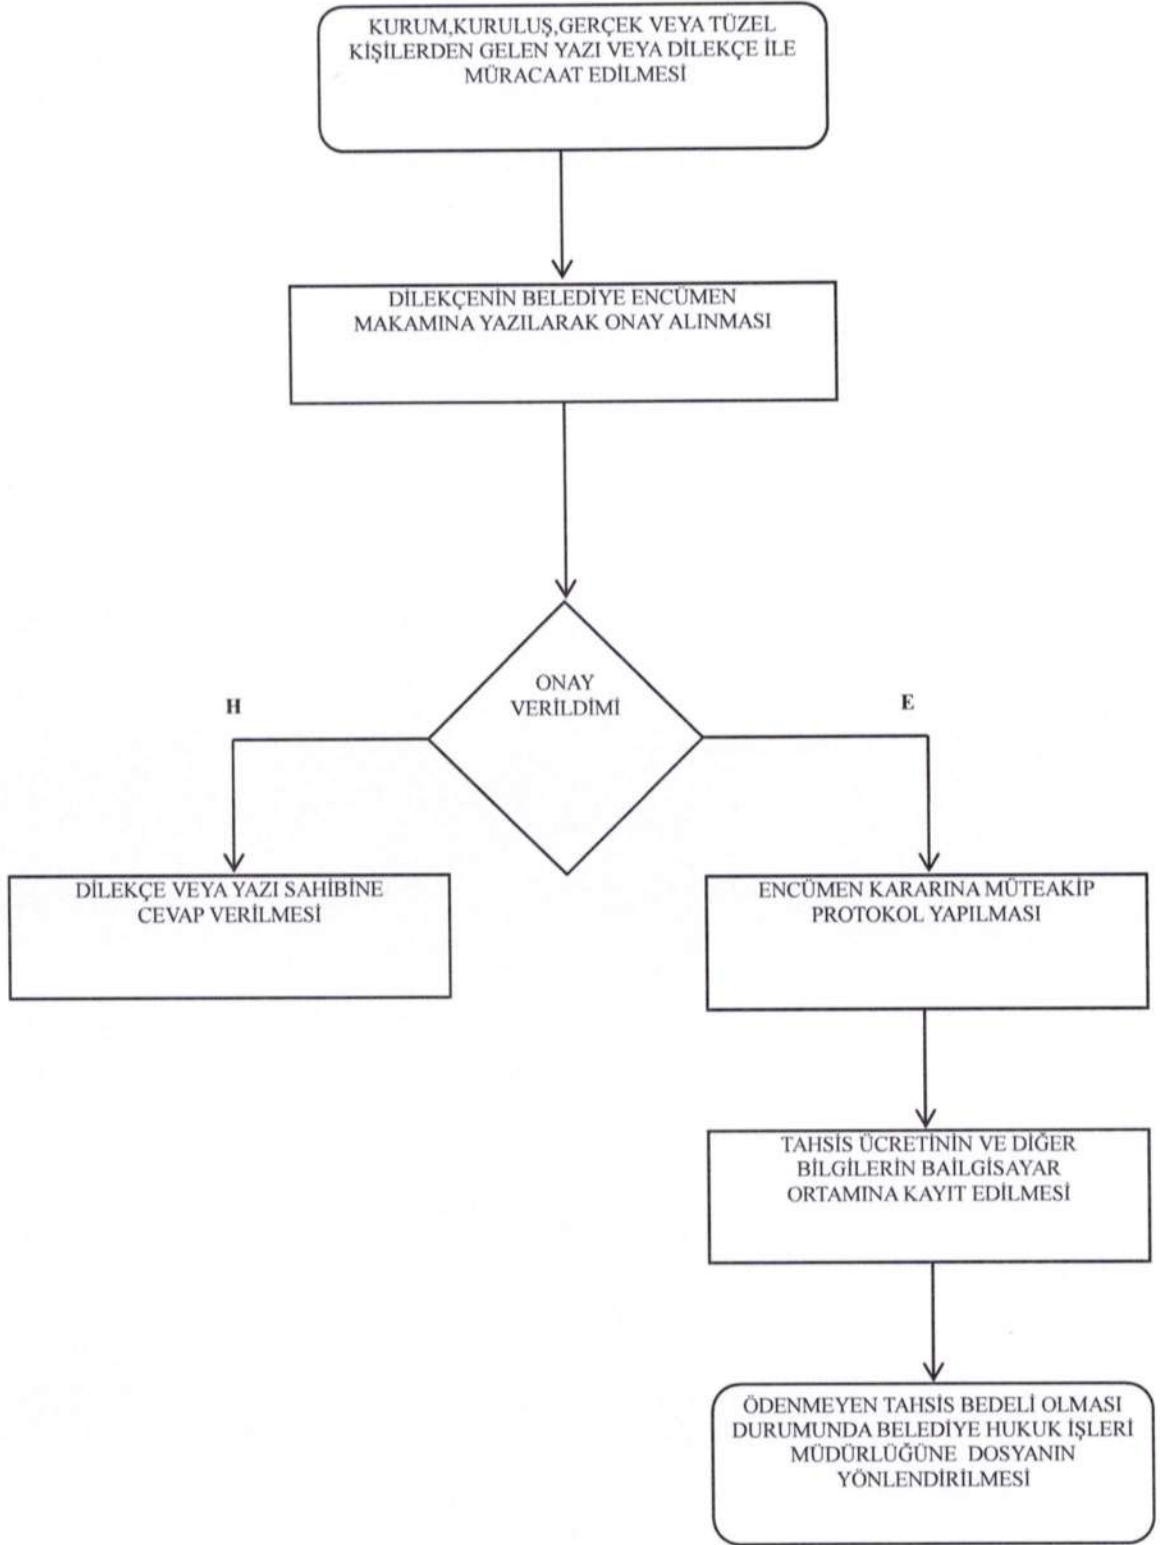 KURUM,KURULUŞ,GERÇEK VEYA TÜZEL
KİŞİLERDEN GELEN YAZI VEYA DİLEKÇE İLE
MÜRACAAT EDİLMESİ
DİLEKÇENİN BELEDİYE ENCÜMEN
MAKAMINA YAZILARAK ONAY ALINMASI
ONAY
VERİLDİMİ
H
E
DİLEKÇE VEYA YAZI SAHİBİNE
CEVAP VERİLMESİ
ENCÜMEN KARARINA MÜTEAKİP
PROTOKOL YAPILMASI
TAHSİS ÜCRETİNİN VE DİĞER
BİLGİLERİN BAİLGİSAYAR
ORTAMINA KAYIT EDİLMESİ
ÖDENMEYEN TAHSİS BEDELİ OLMASI
DURUMUNDA BELEDİYE HUKUK İŞLERİ
MÜDÜRLÜĞÜNE DOSYANIN
YÖNLENDİRİLMESİ